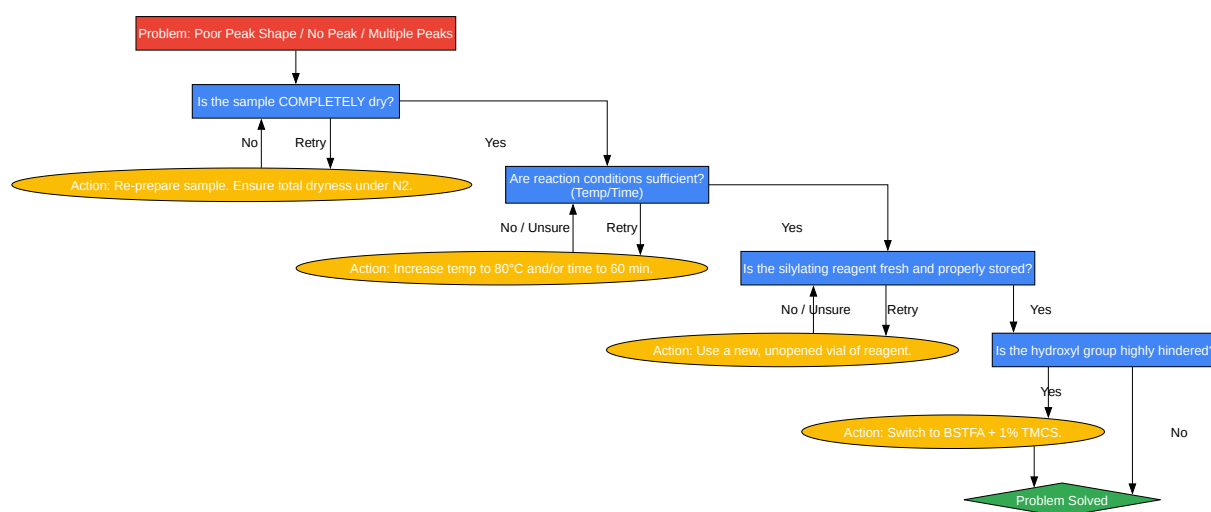 Problem: Poor Peak Shape / No Peak / Multiple Peaks
Is the sample COMPLETELY dry?
No
Retry
Yes
Action: Re-prepare sample. Ensure total dryness under N2.
Are reaction conditions sufficient?
(Temp/Time)
No / Unsure
Retry
Yes
Action: Increase temp to 80°C and/or time to 60 min.
Is the silylating reagent fresh and properly stored?
No / Unsure
Retry
Yes
Action: Use a new, unopened vial of reagent.
Is the hydroxyl group highly hindered?
Yes
Action: Switch to BSTFA + 1% TMCS.
No
Problem Solved